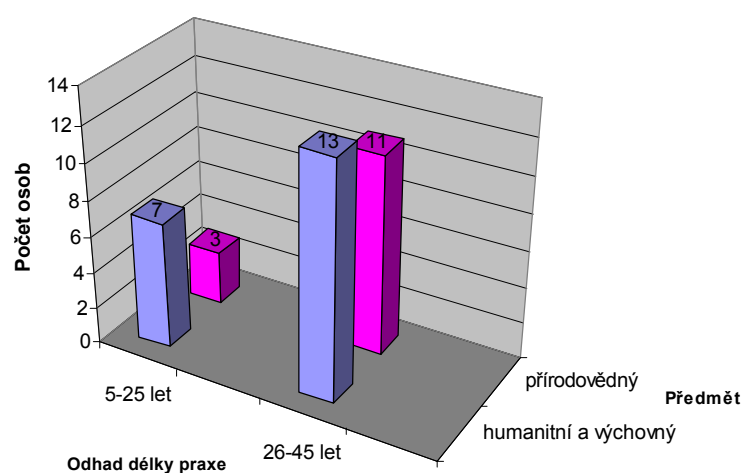 14
12
10
8
6
4
2
0
Počet osob
7
3
13
11
5-25 let
26-45 let
Odhad délky praxe
přírodovědný
humanitní a výchovný
Předmět